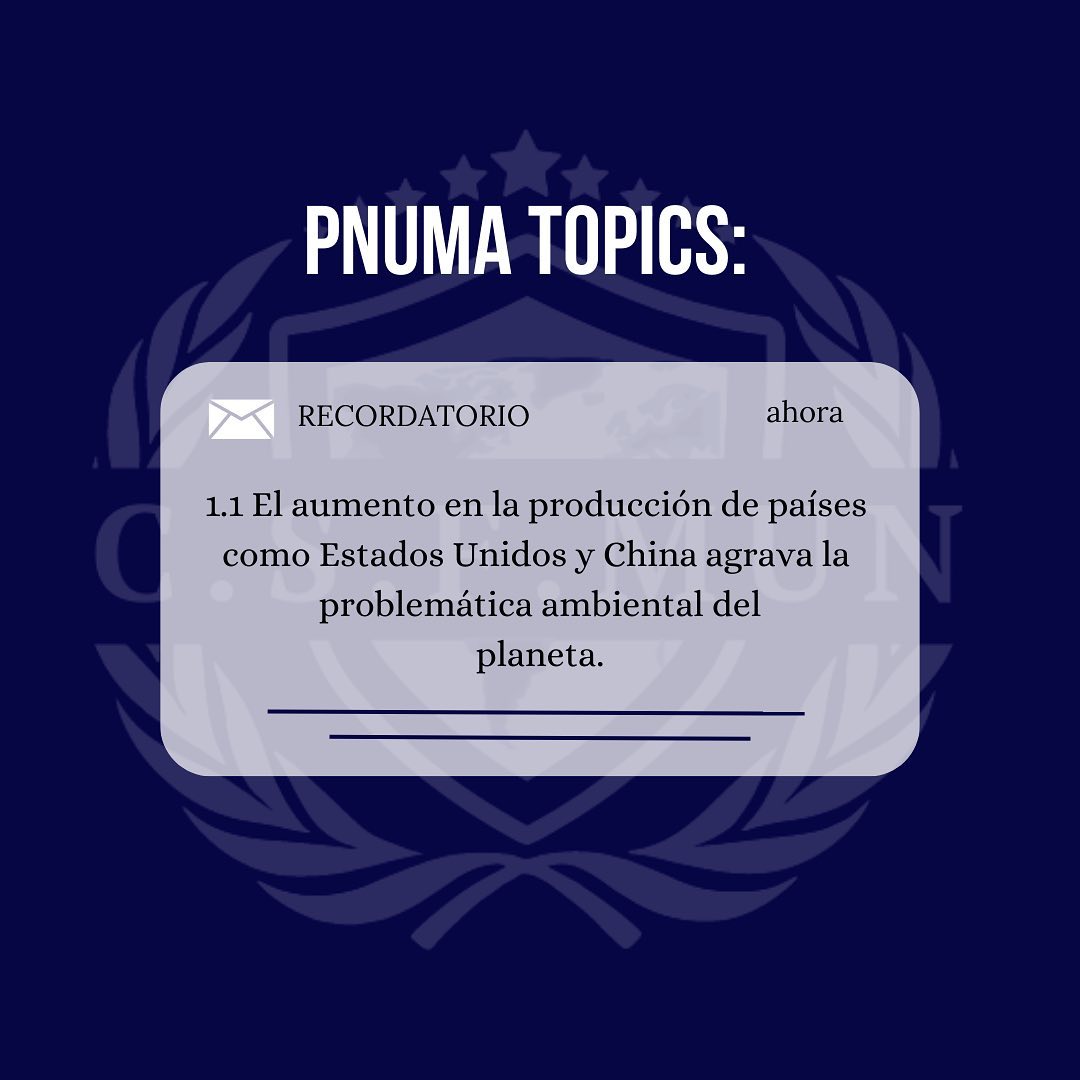 PNUMA TOPICS:
RECORDATORIO
ahora
1.1 El aumento en la producción de países
como Estados Unidos y China agrava la
problemática ambiental del
planeta.
C.S.F.MUN